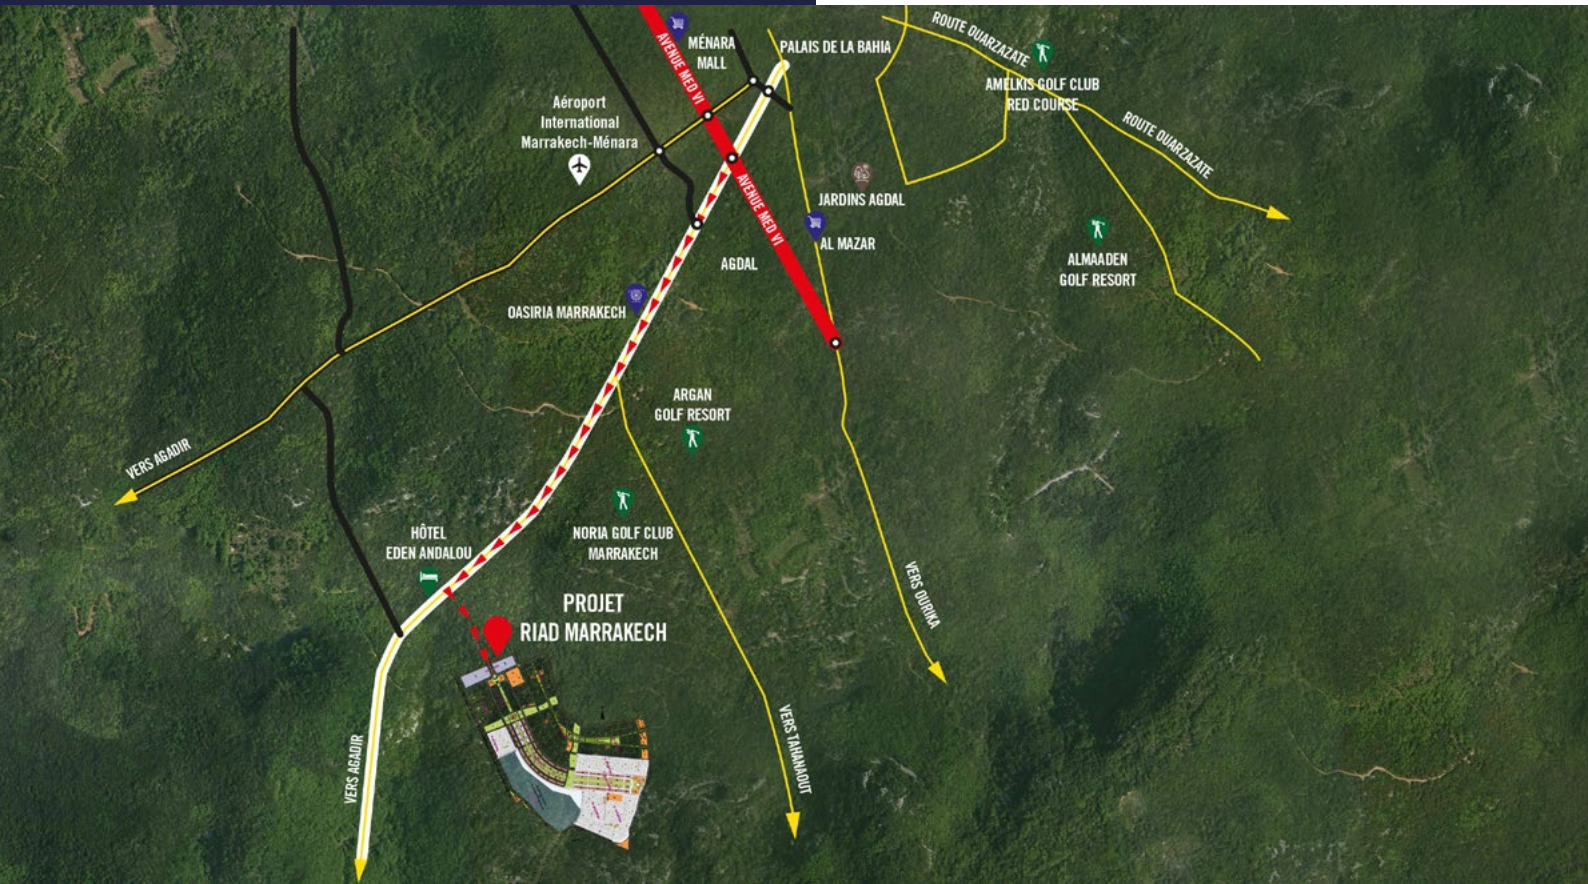 AVENUE MED VI
MÉNARA
MALL
PALAIS DE LA BAHIA
ROUTE OUARZAZATE
AMELKIS GOLF CLUB
RED COURSE
ROUTE OUARZAZATE
Aéroport
International
Marrakech-Ménara
AVENUE MED VI
JARDINS AGDAL
AL MAZAR
AGDAL
ALMAADEN
GOLF RESORT
OASIRIA MARRAKECH
ARGAN
GOLF RESORT
VERS AGADIR
NORIA GOLF CLUB
MARRAKECH
HÔTEL
EDEN ANDALOU
VERS OURIKA
PROJET
RIAD MARRAKECH
VERS AGADIR
VERS TAHANAOUT